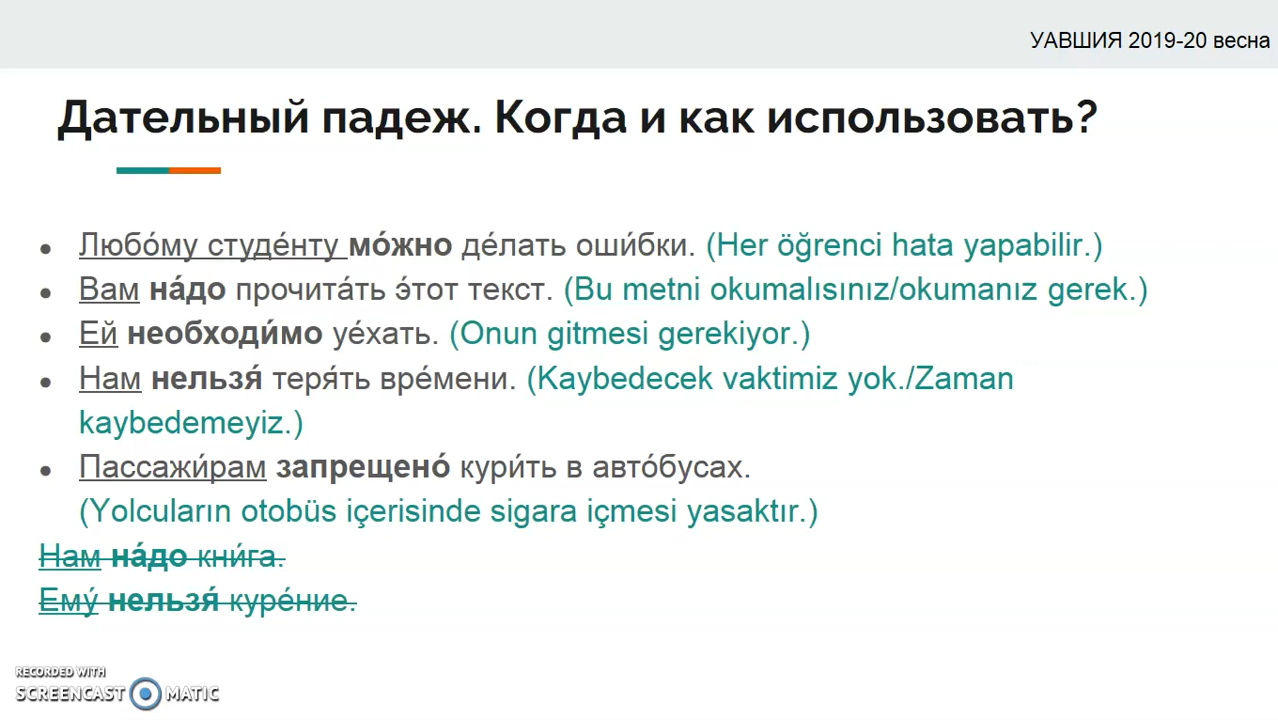 УАВШИЯ 2019-20 весна
Дательный падеж. Когда и как использовать?
● Любо́му студе́нту мо́жно де́лать оши́бки. (Her öğrenci hata yapabilir.)
● Вам на́до прочита́ть э́тот текст. (Bu metni okumalısınız/okumanız gerek.)
● Ей необходи́мо уе́хать. (Onun gitmesi gerekiyor.)
● Нам нельзя́ теря́ть вре́мени. (Kaybedecek vaktimiz yok./Zaman
kaybedemeyiz.)
● Пассажи́рам запрещено́ кури́ть в авто́бусах.
(Yolcuların otobüs içerisinde sigara içmesi yasaktır.)
Нам на́до кни́га.
Ему́ нельзя́ куре́ние.
RECORDED WITH
SCREENCAST MATIC